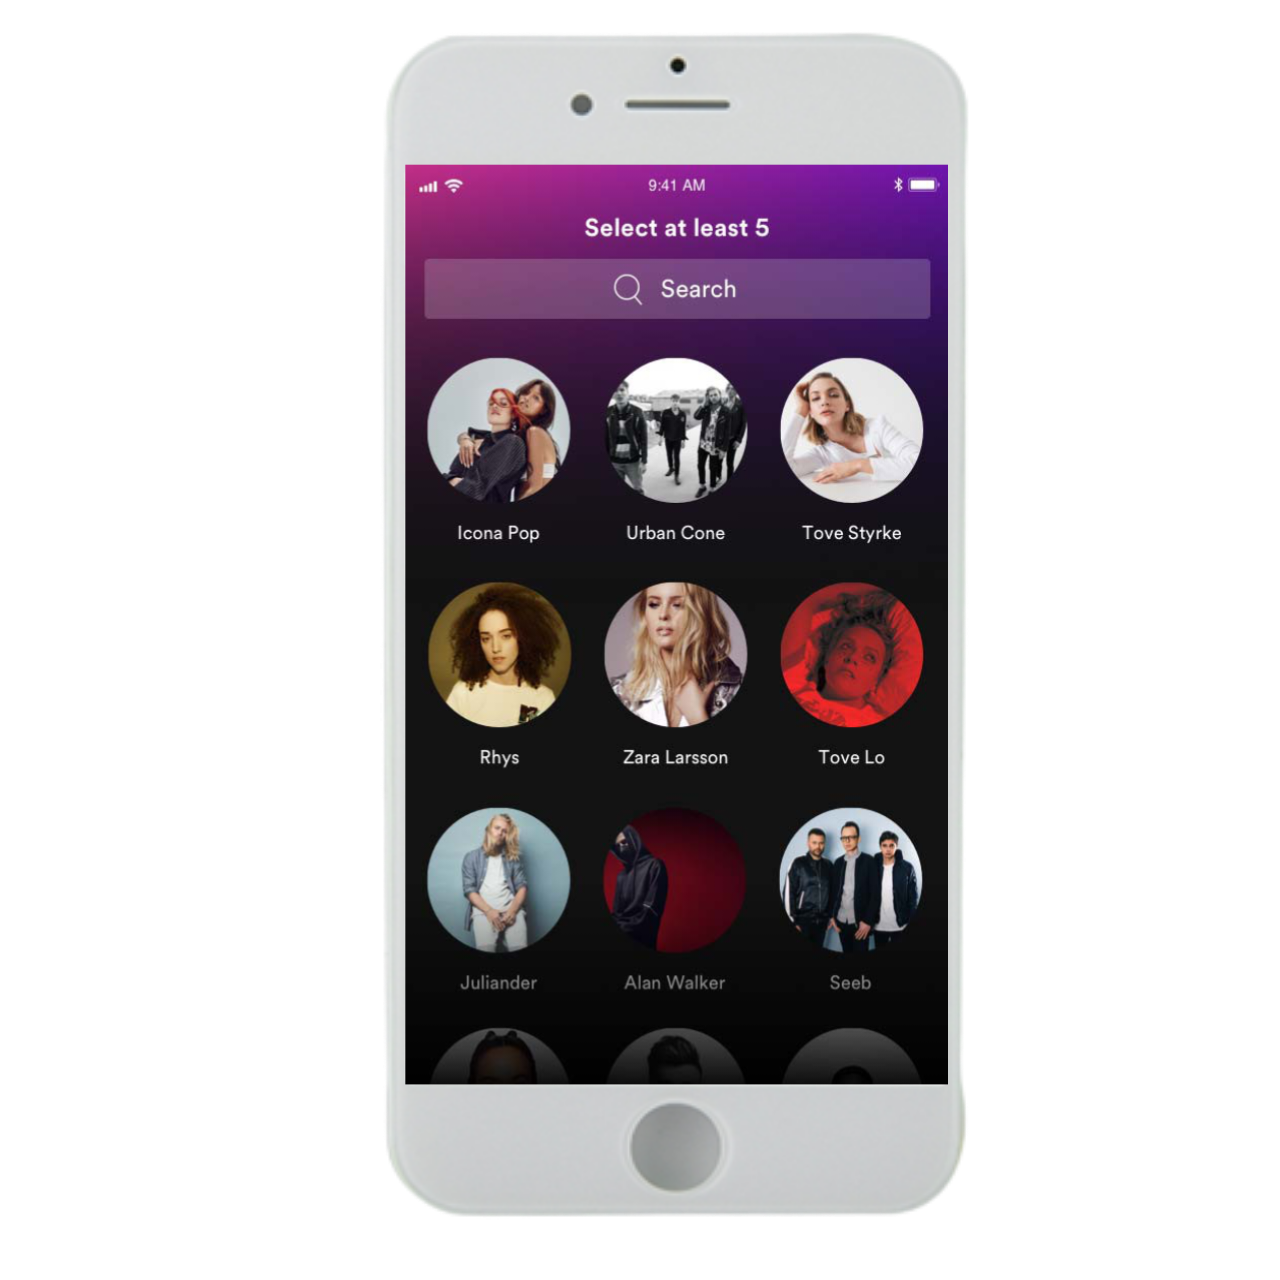 9:41 AM
Select at least 5
Search
Icona Pop
Urban Cone
Tove Styrke
Rhys
Zara Larsson
Tove Lo
Juliander
Alan Walker
Seeb